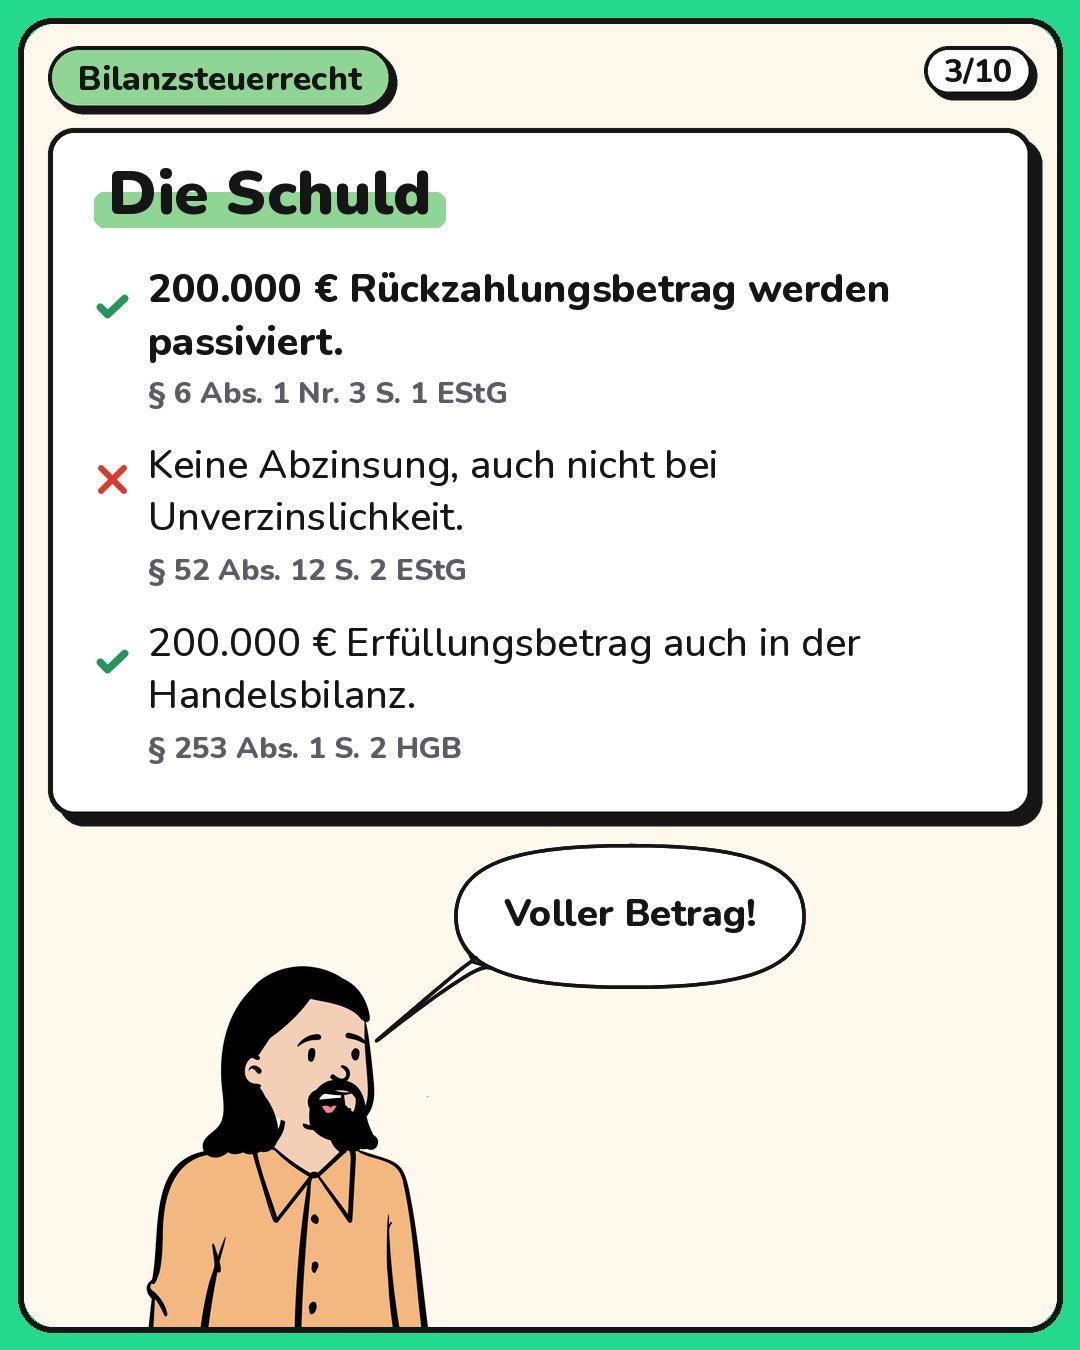 Bilanzsteuerrecht
3/10
Die Schuld
200.000 € Rückzahlungsbetrag werden
passiviert.
§ 6 Abs. 1 Nr. 3 S. 1 EStG
Keine Abzinsung, auch nicht bei
Unverzinslichkeit.
§ 52 Abs. 12 S. 2 EStG
200.000 € Erfüllungsbetrag auch in der
Handelsbilanz.
§ 253 Abs. 1 S. 2 HGB
Voller Betrag!